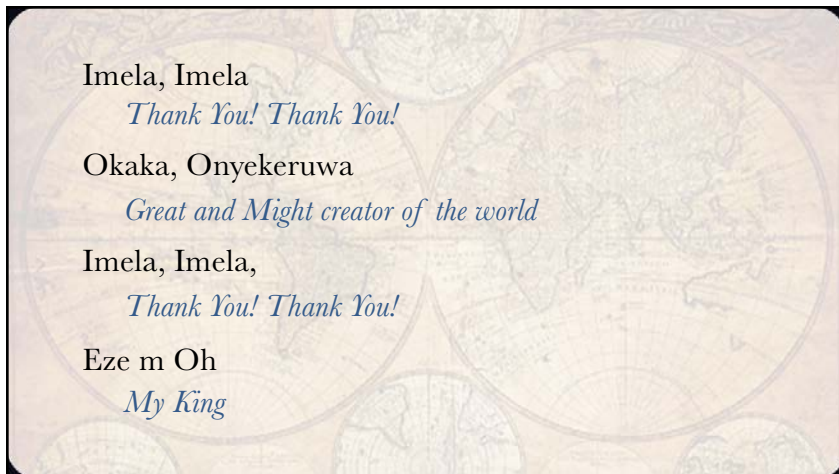 Imela, Imela
Thank You! Thank You!
Okaka, Onyekeruwa
Great and Might creator of the world
Imela, Imela,
Thank You! Thank You!
Eze m Oh
My King